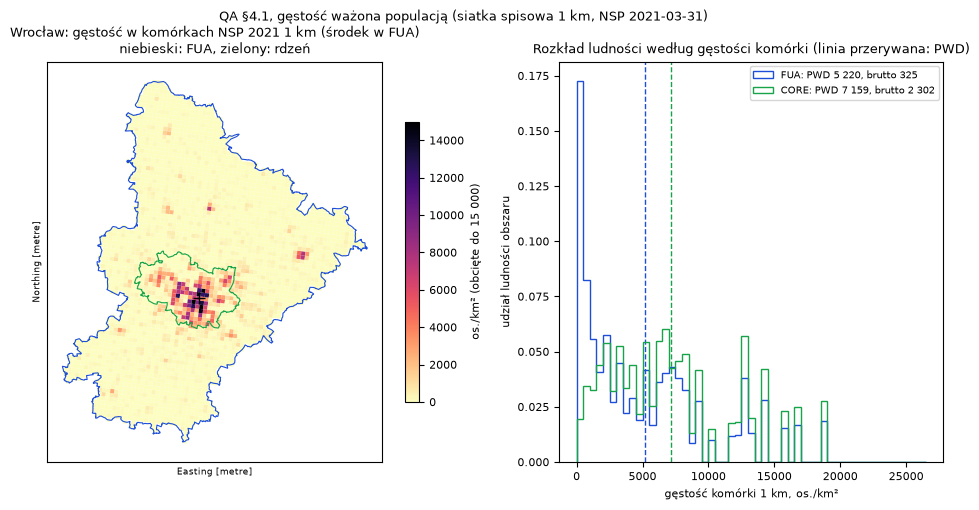 QA §4.1, gęstość ważona populacją (siatka spisowa 1 km, NSP 2021-03-31)
Wrocław: gęstość w komórkach NSP 2021 1 km (środek w FUA)
niebieski: FUA, zielony: rdzeń
Northing [metre]
Easting [metre]
14000
12000
10000
8000
6000
4000
2000
0
os./km² (obcięte do 15 000)
Rozkład ludności według gęstości komórki (linia przerywana: PWD)
FUA: PWD 5 220, brutto 325
CORE: PWD 7 159, brutto 2 302
udział ludności obszaru
0.175
0.150
0.125
0.100
0.075
0.050
0.025
0.000
0 5000 10000 15000 20000 25000
gęstość komórki 1 km, os./km²